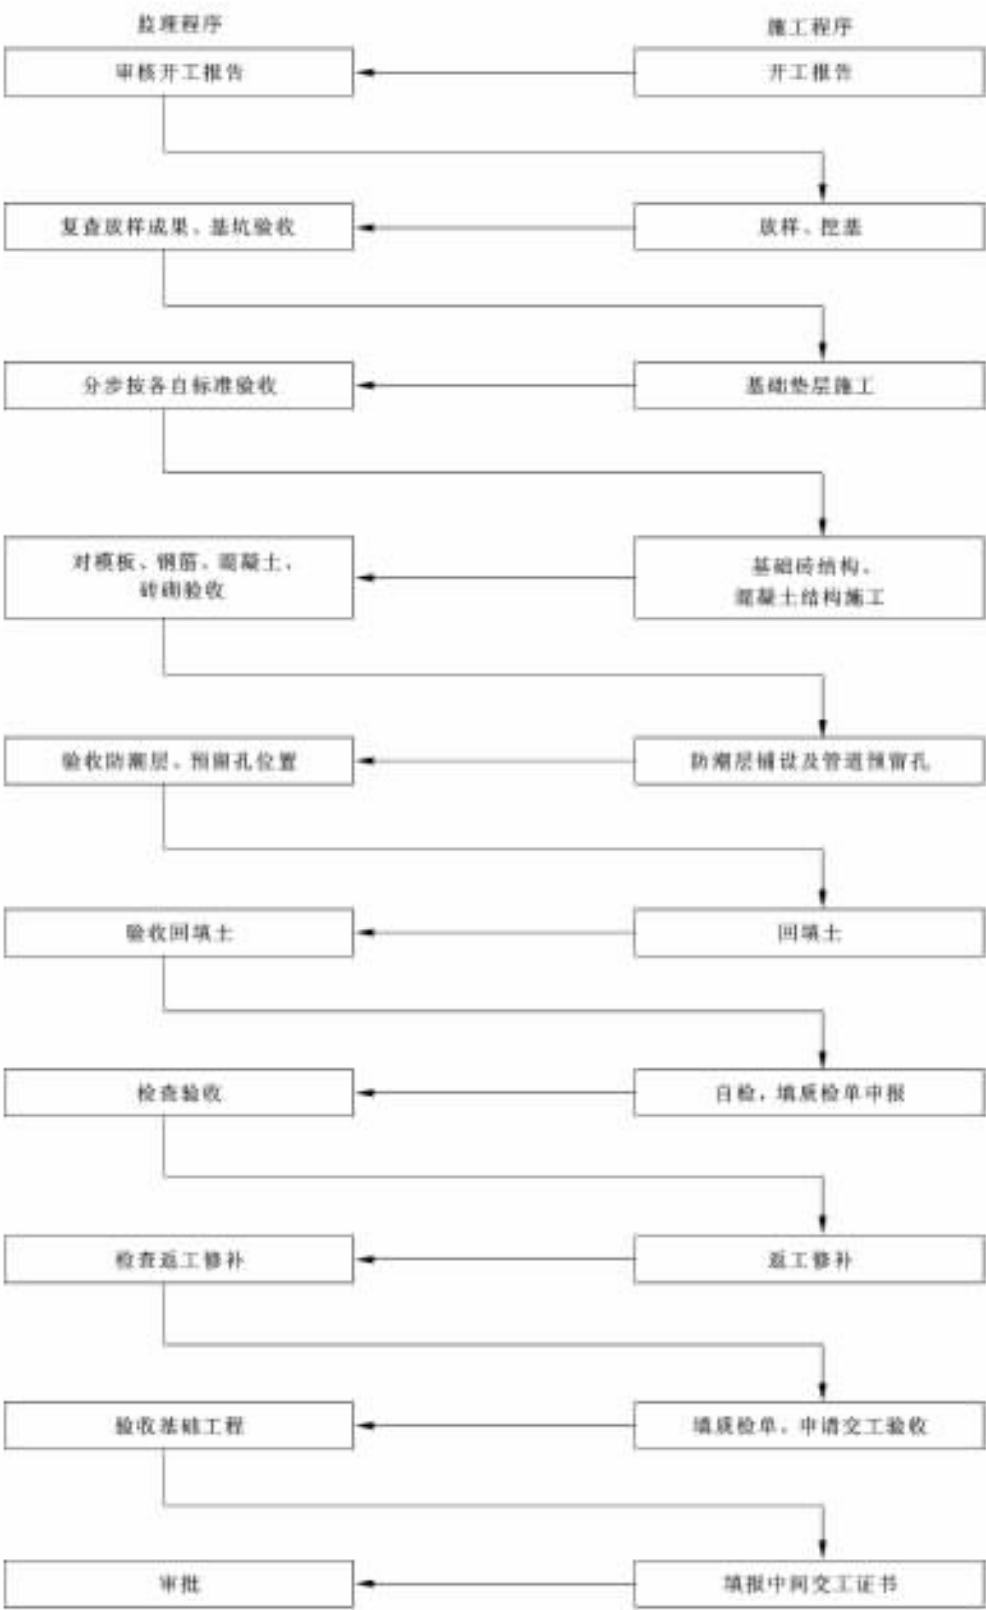 监理程序
施工程序
审核开工报告
开工报告
复查放样成果、基坑验收
放样、挖基
分步按各自标准验收
基础垫层施工
对模板、钢筋、混凝土、
砖砌验收
基础砖结构、
混凝土结构施工
验收防潮层、预留孔位置
防潮层铺设及管道预留孔
验收回填土
回填土
检查验收
自检，填质检单申报
检查返工修补
返工修补
验收基础工程
填质检单，申请交工验收
审批
填报中间交工证书